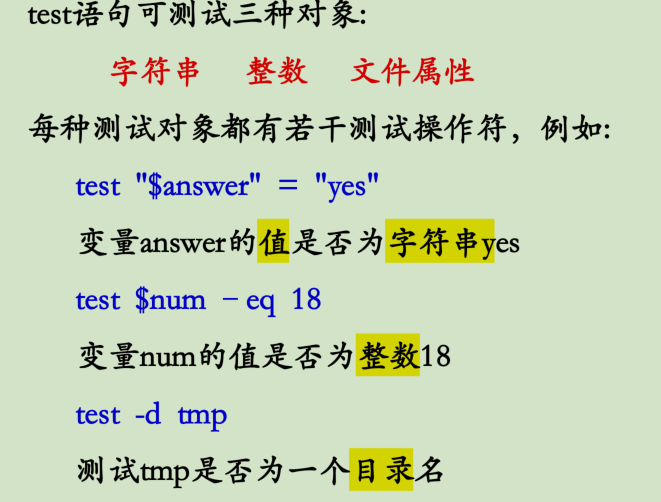 test语句可测试三种对象:
字符串 整数 文件属性
每种测试对象都有若干测试操作符，例如:
test "$answer" = "yes"
变量answer的值是否为字符串yes
test $num －eq 18
变量num的值是否为整数18
test -d tmp
测试tmp是否为一个目录名